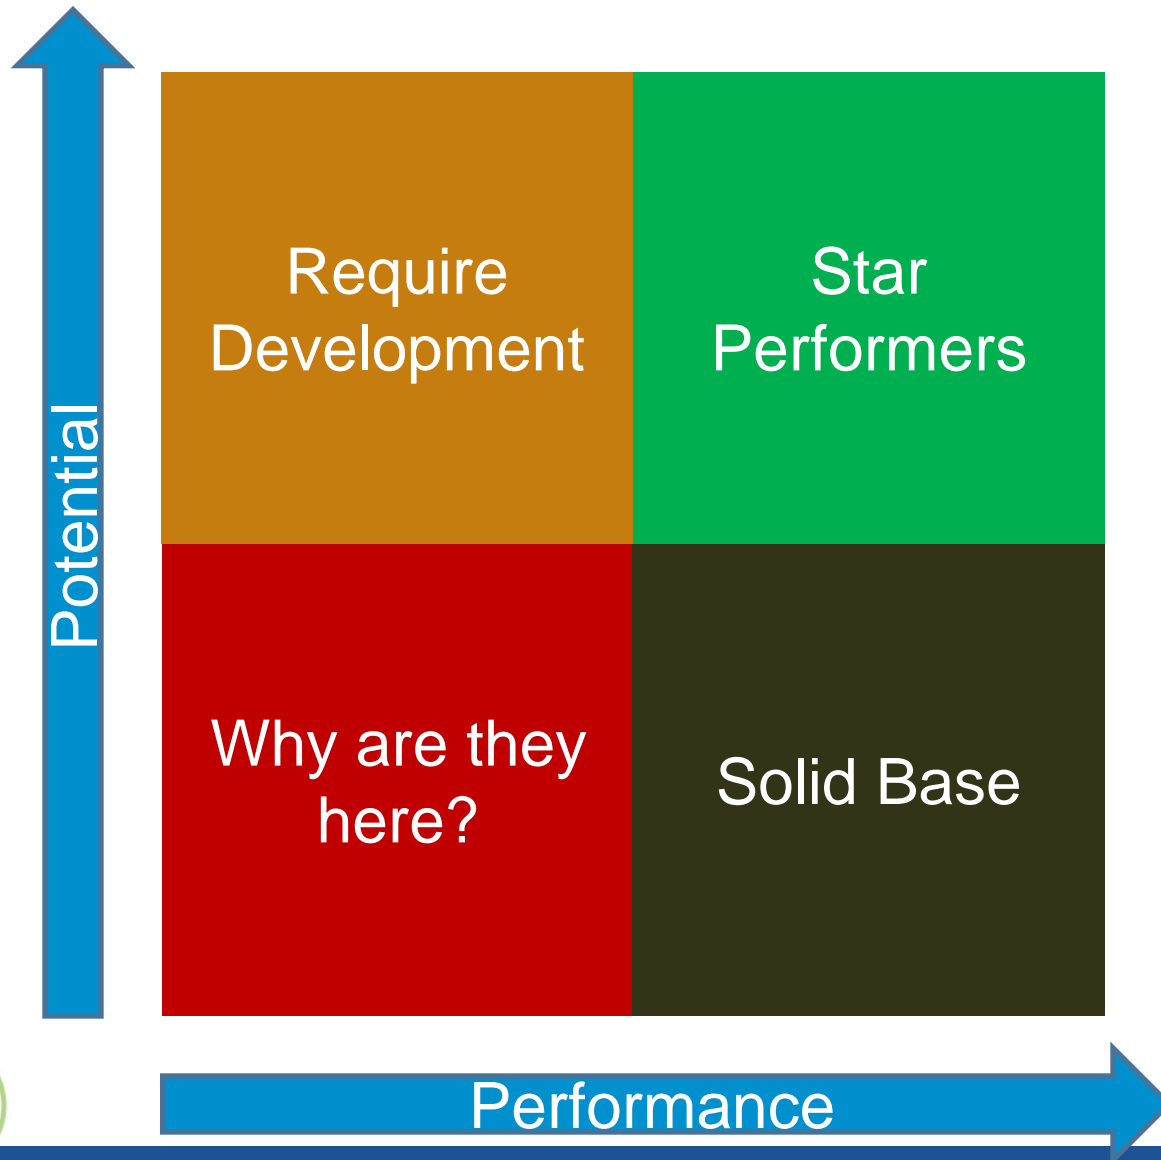 Require
Development
Star
Performers
Potential
Why are they
here?
Solid Base
Performance